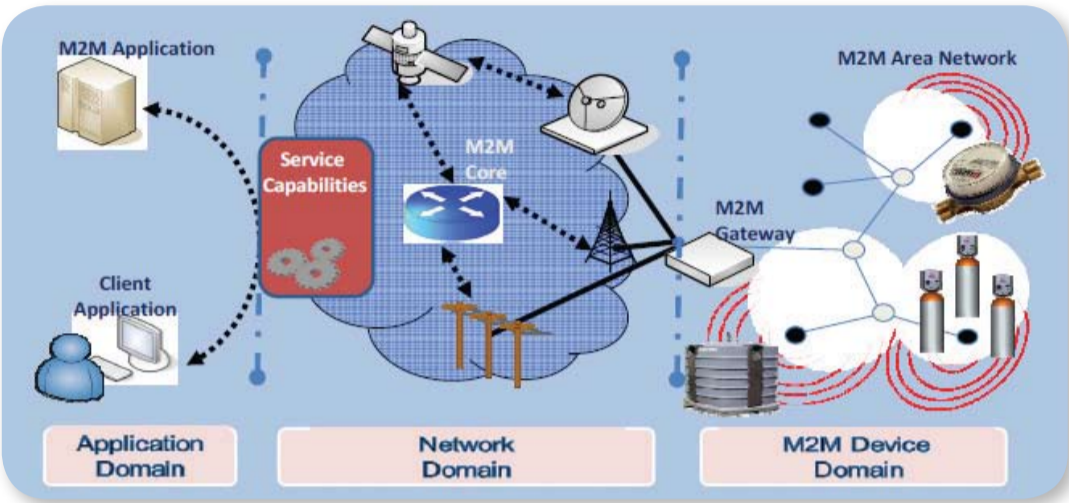 M2M Application
Service
Capabilities
Client
Application
M2M
Core
M2M
Gateway
M2M Area Network
Application
Domain
Network
Domain
M2M Device
Domain